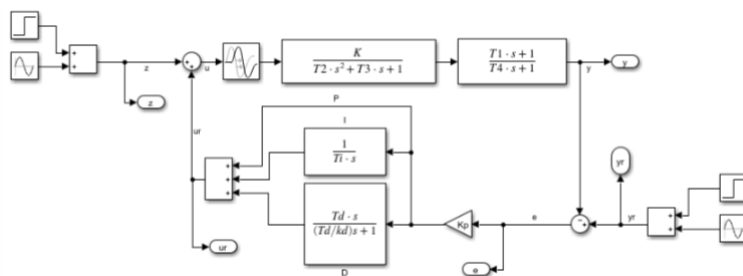 z
u
z
K
T2 · s² + T3 · s + 1
T1 · s + 1
T4 · s + 1
y
y
P
I
ur
1
Ti · s
yr
Td · s
(Td/kd)s + 1
Kp
e
yr
ur
D
e